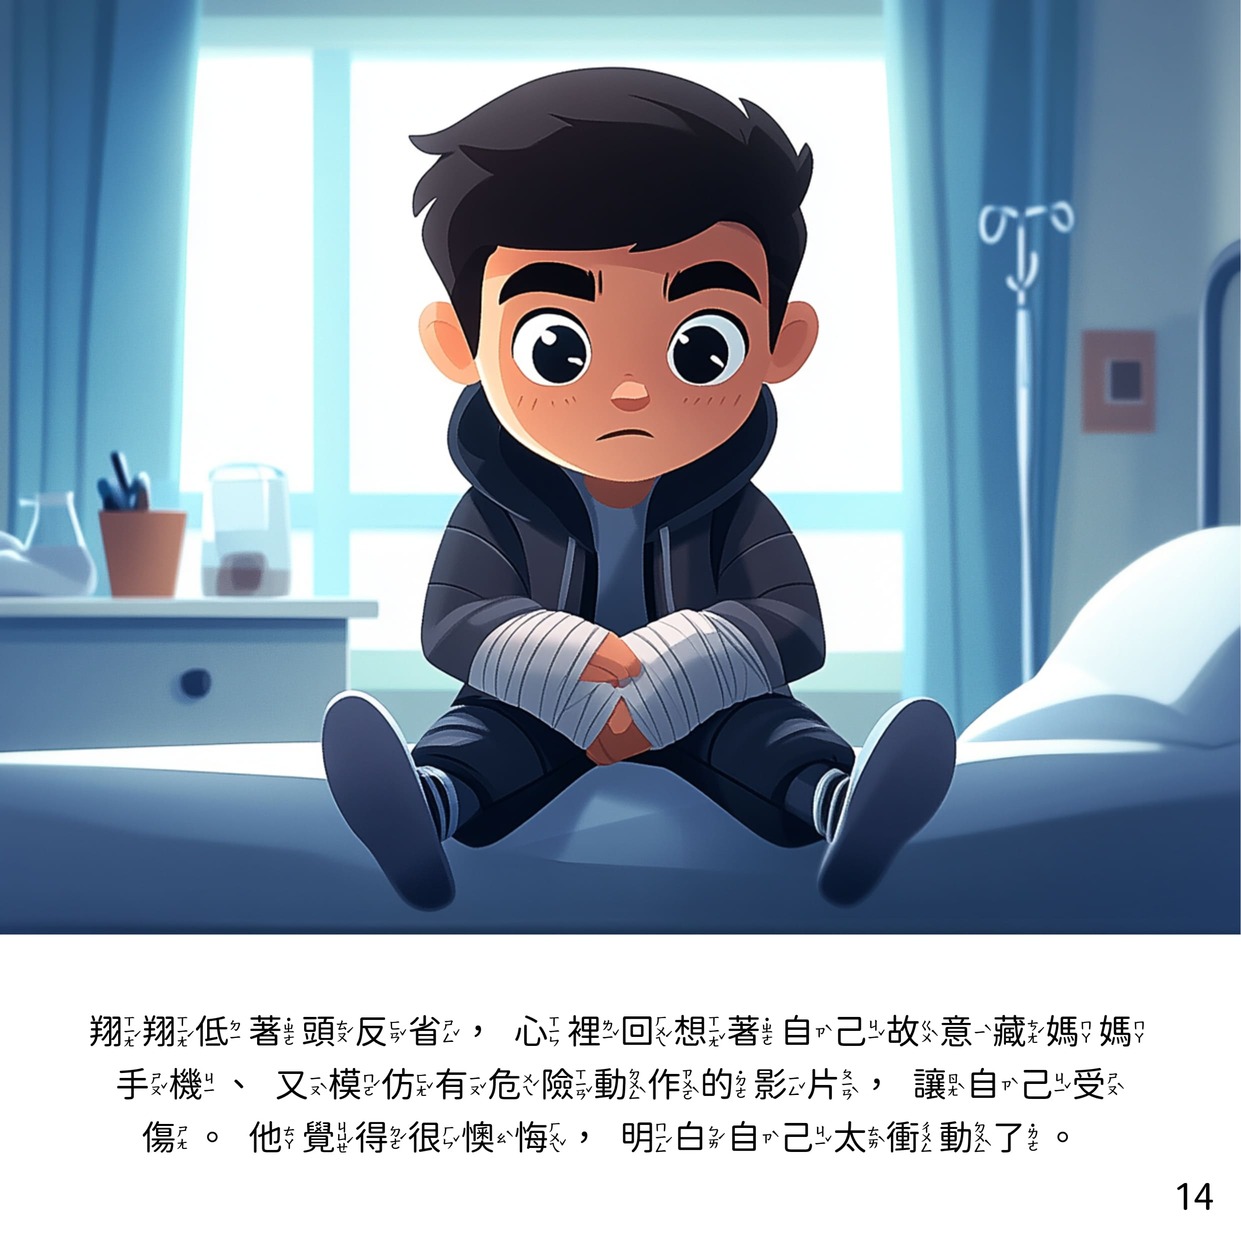 翔翔低著頭反省，心裡回想著自己故意藏媽媽
手機、又模仿有危險動作的影片，讓自己受
傷。他覺得很懊悔，明白自己太衝動了。
14